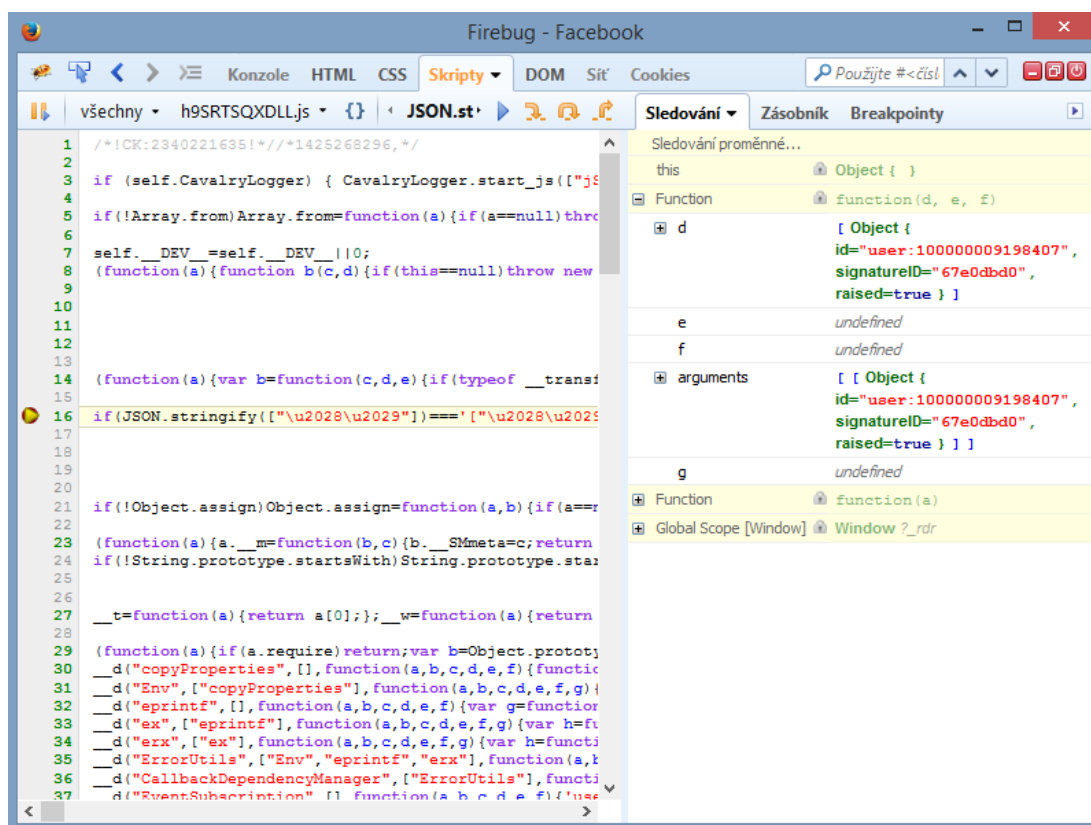 Firebug - Facebook
Konzole HTML CSS Skripty DOM Síť Cookies Použijte #<čísl
všechny h9SRTSQXDLL.js {} JSON.st
Sledování Zásobník Breakpointy
1 /*!CK:2340221635!*//*1425268296,*/
2
3 if (self.CavalryLogger) { CavalryLogger.start_js(["jS
4
5 if(!Array.from)Array.from=function(a){if(a==null)thro
6
7 self.__DEV__=self.__DEV__||0;
8 (function(a){function b(c,d){if(this==null)throw new
9
10
11
12
13
14 (function(a){var b=function(c,d,e){if(typeof __transf
15
16 if(JSON.stringify(["\u2028\u2029"])==='["\u2028\u2029
17
18
19
20
21 if(!Object.assign)Object.assign=function(a,b){if(a==n
22
23 (function(a){a.__m=function(b,c){b.__SMmeta=c;return
24 if(!String.prototype.startsWith)String.prototype.star
25
26
27 __t=function(a){return a[0];};__w=function(a){return
28
29 (function(a){if(a.require)return;var b=Object.prototy
30 __d("copyProperties",[],function(a,b,c,d,e,f){functio
31 __d("Env",["copyProperties"],function(a,b,c,d,e,f,g){
32 __d("eprintf",[],function(a,b,c,d,e,f){var g=function
33 __d("ex",["eprintf"],function(a,b,c,d,e,f,g){var h=fu
34 __d("erx",["ex"],function(a,b,c,d,e,f,g){var h=functi
35 __d("ErrorUtils",["Env","eprintf","erx"],function(a,b
36 __d("CallbackDependencyManager",["ErrorUtils"],functi
37 __d("EventSubscription",[],function(a,b,c,d,e,f){'use
Sledování proměnné...
this Object { }
Function function(d, e, f)
d [ Object {
id="user:100000009198407",
signatureID="67e0dbd0",
raised=true } ]
e undefined
f undefined
arguments [ [ Object {
id="user:100000009198407",
signatureID="67e0dbd0",
raised=true } ] ]
g undefined
Function function(a)
Global Scope [Window] Window ?_rdr